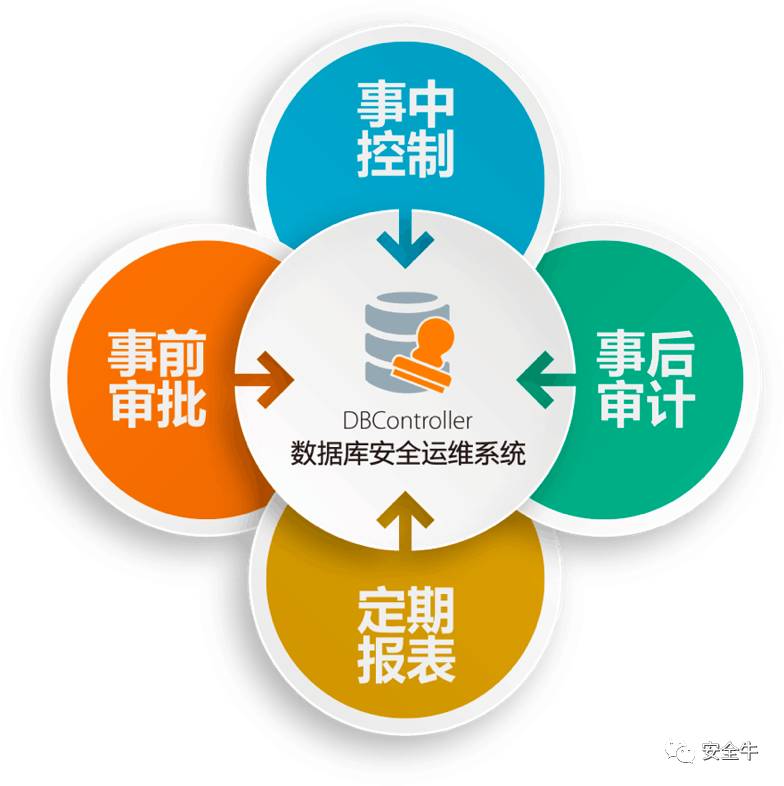 事中
控制
事前
审批
事后
审计
DBController
数据库安全运维系统
定期
报表
安全牛